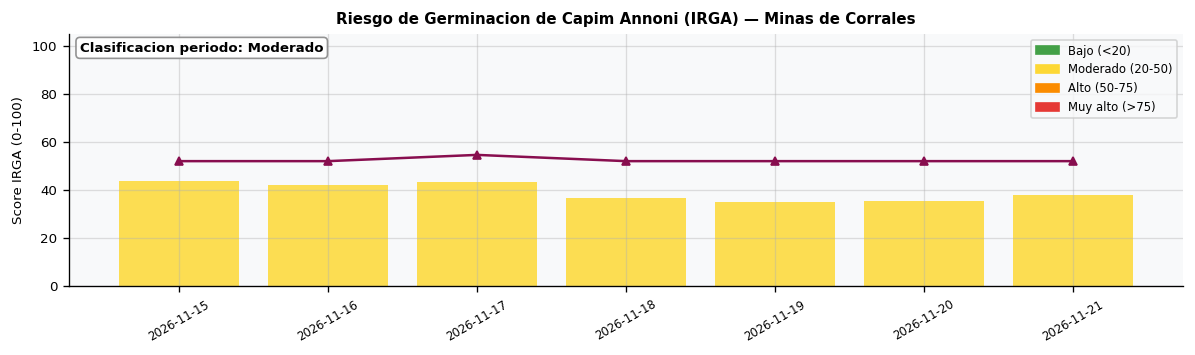 Riesgo de Germinacion de Capim Annoni (IRGA) — Minas de Corrales
Clasificacion periodo: Moderado
Bajo (<20)
Moderado (20-50)
Alto (50-75)
Muy alto (>75)
Score IRGA (0-100)
100
80
60
40
20
0
2026-11-15
2026-11-16
2026-11-17
2026-11-18
2026-11-19
2026-11-20
2026-11-21